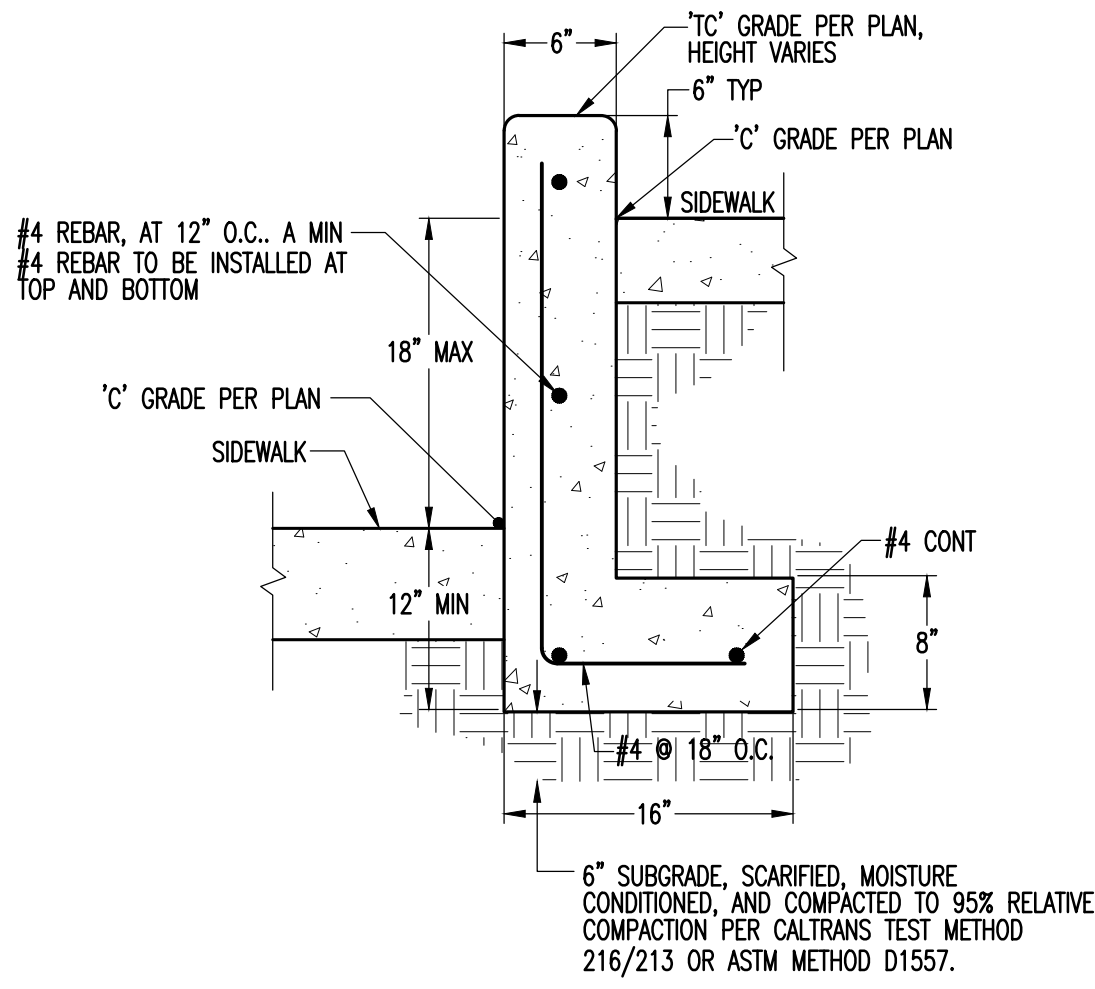 6"
'TC' GRADE PER PLAN,
HEIGHT VARIES
6" TYP
'C' GRADE PER PLAN
SIDEWALK
#4 REBAR, AT 12" O.C.. A MIN
#4 REBAR TO BE INSTALLED AT
TOP AND BOTTOM
18" MAX
'C' GRADE PER PLAN
SIDEWALK
#4 CONT
12" MIN
8"
#4 @ 18" O.C.
16"
6" SUBGRADE, SCARIFIED, MOISTURE
CONDITIONED, AND COMPACTED TO 95% RELATIVE
COMPACTION PER CALTRANS TEST METHOD
216/213 OR ASTM METHOD D1557.